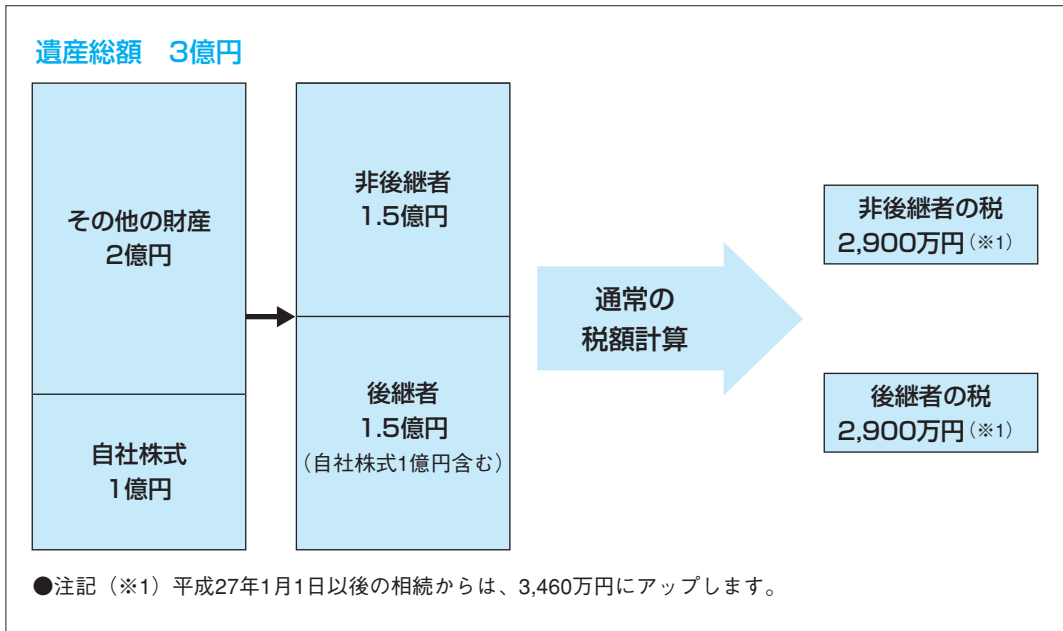 遺産総額　3億円
その他の財産
2億円
自社株式
1億円
非後継者
1.5億円
後継者
1.5億円
（自社株式1億円含む）
通常の
税額計算
非後継者の税
2,900万円（※1）
後継者の税
2,900万円（※1）
●注記（※1）平成27年1月1日以後の相続からは、3,460万円にアップします。